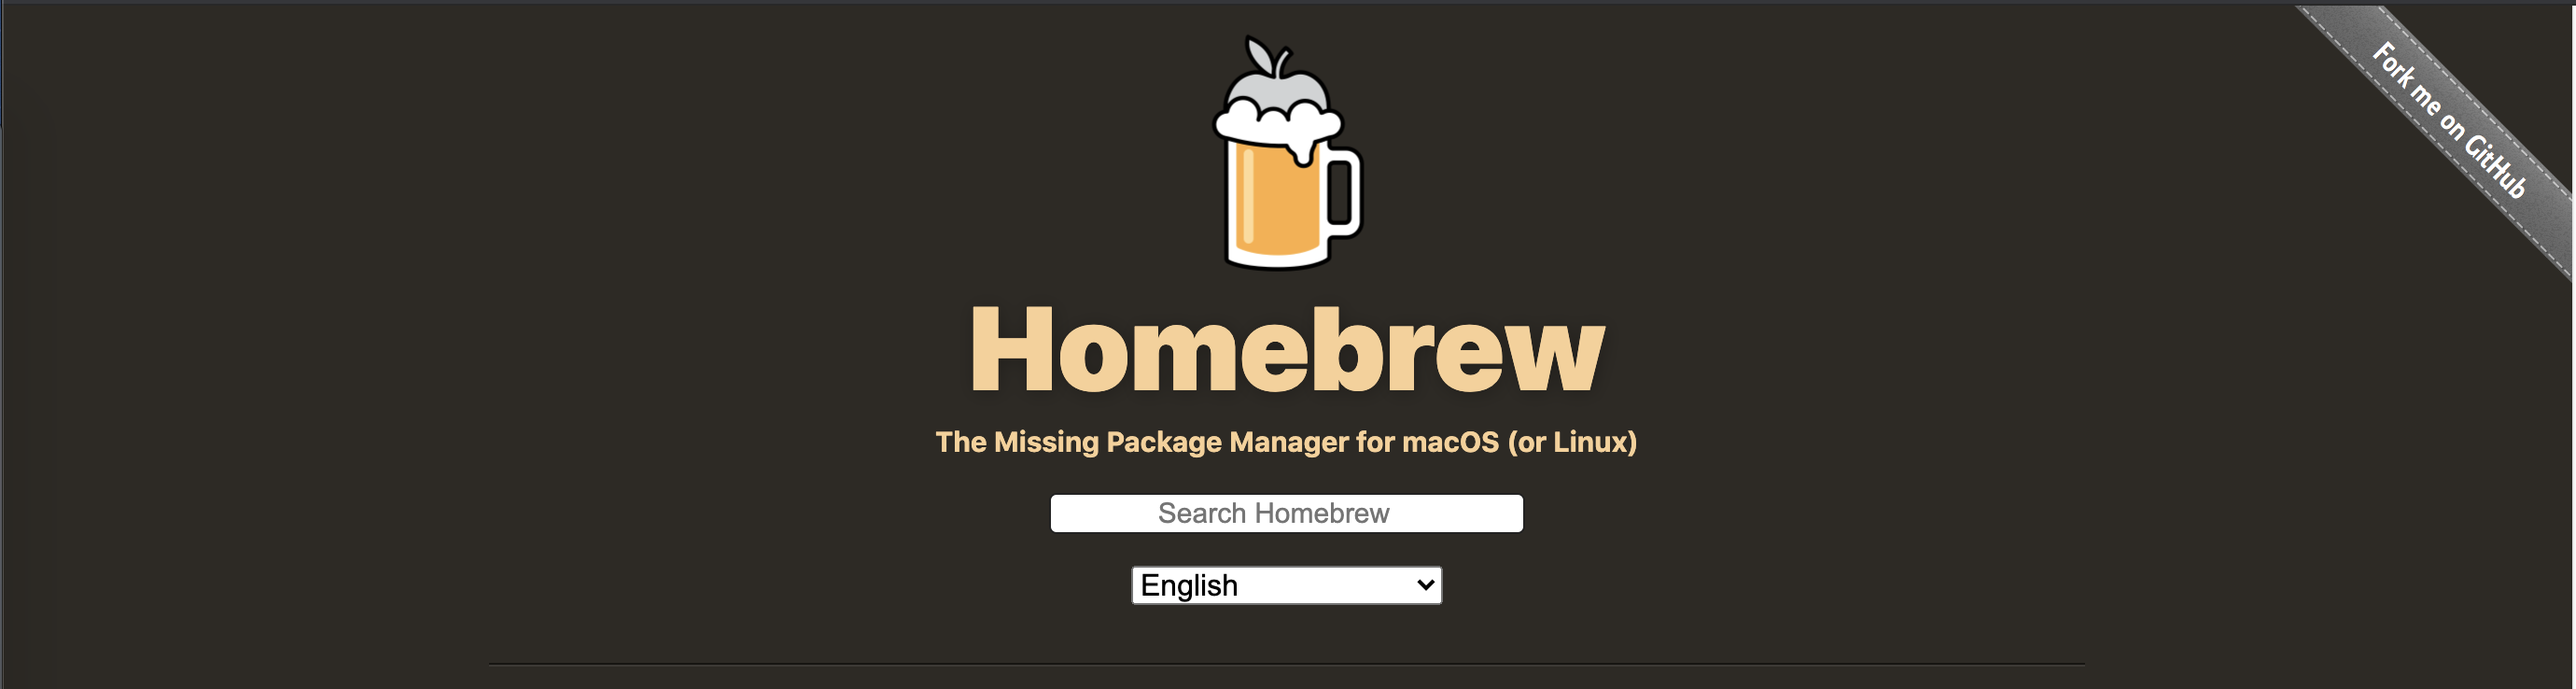 Fork me on GitHub
Homebrew
The Missing Package Manager for macOS (or Linux)
Search Homebrew
English